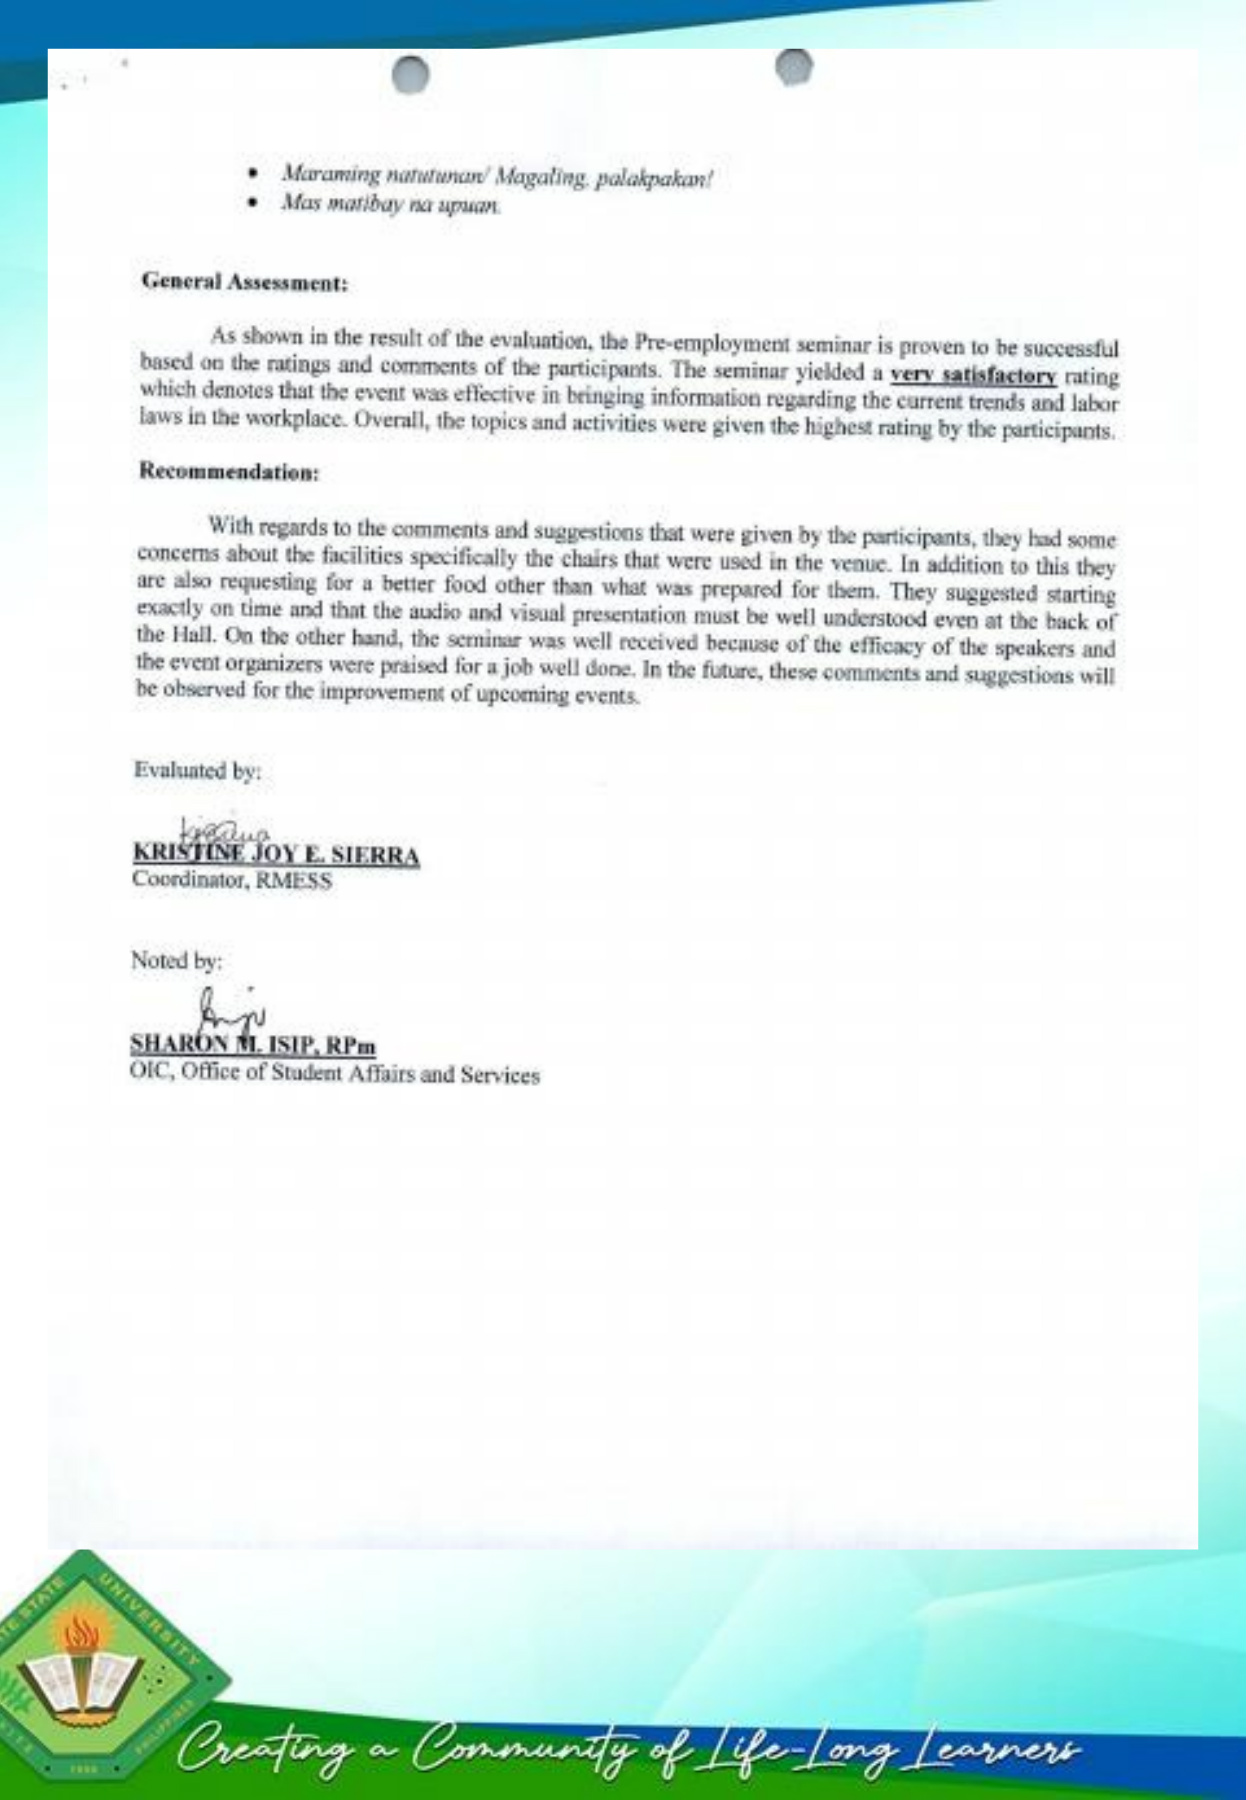 • Maraming natutunan/ Magaling, palakpakan!
• Mas matibay na upuan.
General Assessment:
As shown in the result of the evaluation, the Pre-employment seminar is proven to be successful
based on the ratings and comments of the participants. The seminar yielded a very satisfactory rating
which denotes that the event was effective in bringing information regarding the current trends and labor
laws in the workplace. Overall, the topics and activities were given the highest rating by the participants.
Recommendation:
With regards to the comments and suggestions that were given by the participants, they had some
concerns about the facilities specifically the chairs that were used in the venue. In addition to this they
are also requesting for a better food other than what was prepared for them. They suggested starting
exactly on time and that the audio and visual presentation must be well understood even at the back of
the Hall. On the other hand, the seminar was well received because of the efficacy of the speakers and
the event organizers were praised for a job well done. In the future, these comments and suggestions will
be observed for the improvement of upcoming events.
Evaluated by:
KRISTINE JOY E. SIERRA
Coordinator, RMESS
Noted by:
SHARON M. ISIP, RPm
OIC, Office of Student Affairs and Services
STATE UNIVERSITY
PHILIPPINES
Creating a Community of Life-Long Learners